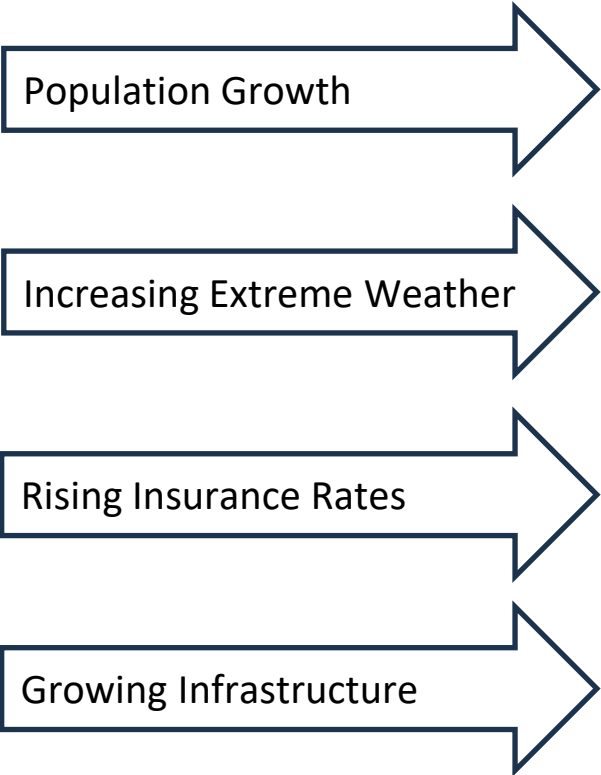 Population Growth
Increasing Extreme Weather
Rising Insurance Rates
Growing Infrastructure